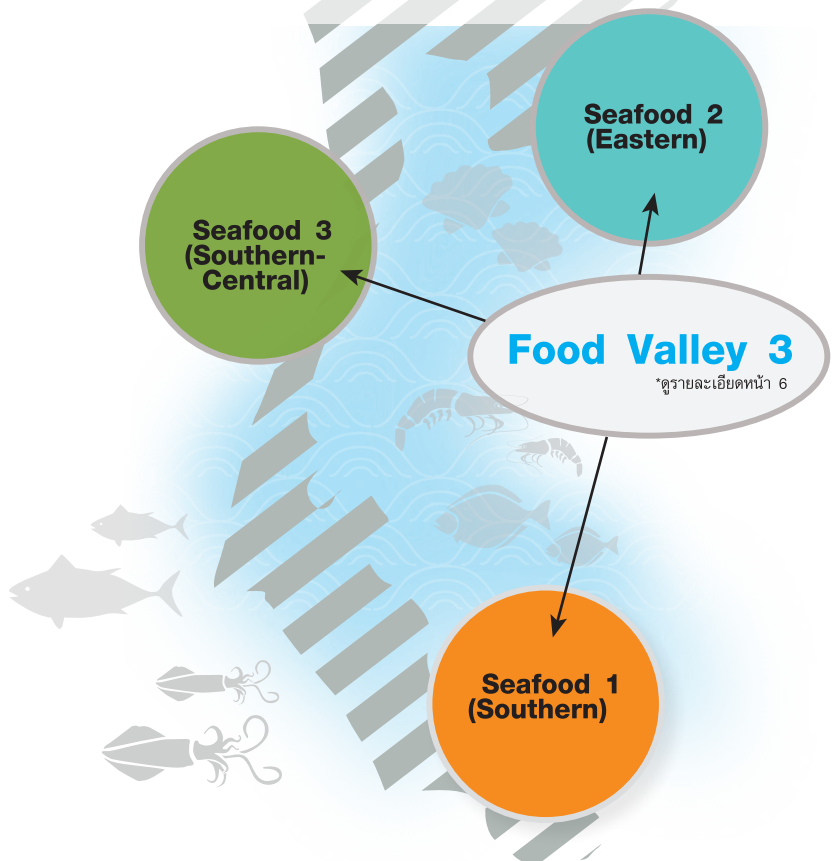 Seafood 2
(Eastern)
Seafood 3
(Southern-
Central)
Food Valley 3
*ดูรายละเอียดหน้า 6
Seafood 1
(Southern)